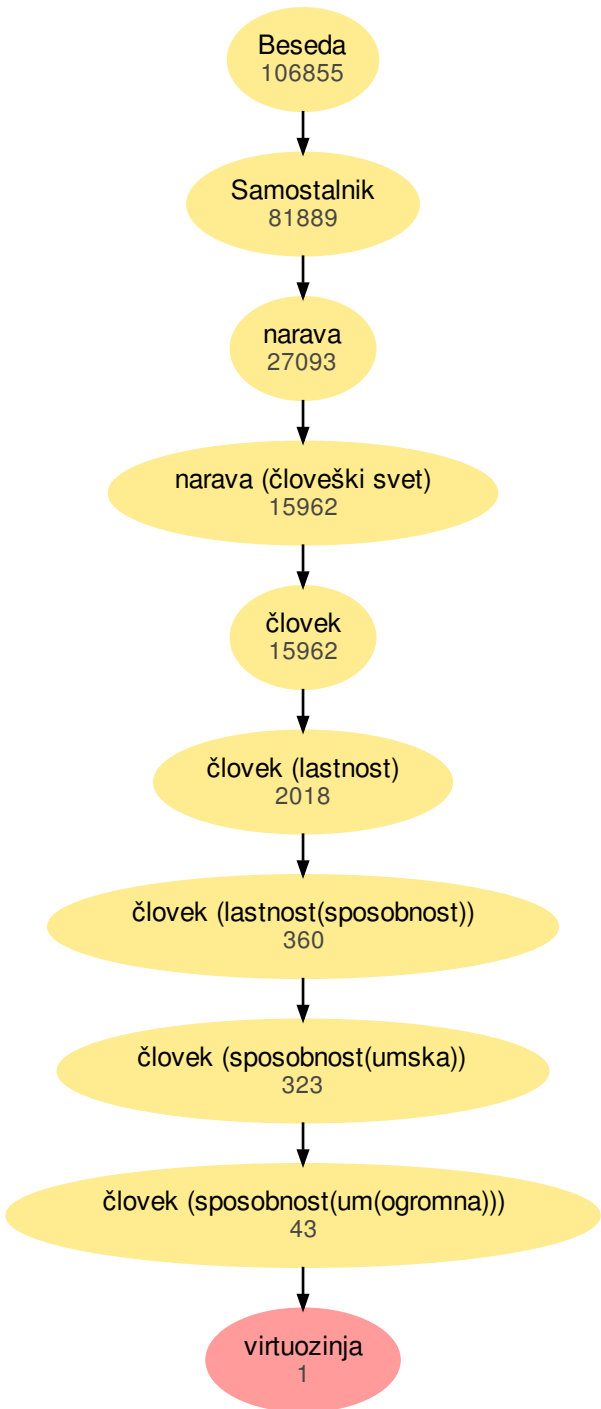 Beseda
106855
Samostalnik
81889
narava
27093
narava (človeški svet)
15962
človek
15962
človek (lastnost)
2018
človek (lastnost(sposobnost))
360
človek (sposobnost(umska))
323
človek (sposobnost(um(ogromna)))
43
virtuozinja
1